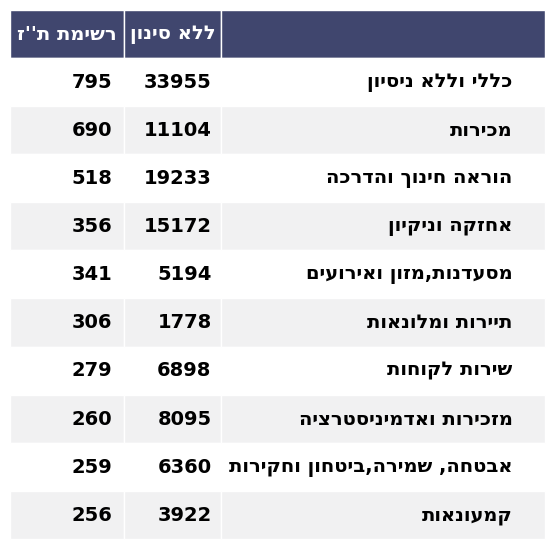 ללא סינון רשימת ת''ז
כללי וללא ניסיון 33955 795
מכירות 11104 690
הוראה חינוך והדרכה 19233 518
אחזקה וניקיון 15172 356
מסעדנות,מזון ואירועים 5194 341
תיירות ומלונאות 1778 306
שירות לקוחות 6898 279
מזכירות ואדמיניסטרציה 8095 260
אבטחה, שמירה,ביטחון וחקירות 6360 259
קמעונאות 3922 256